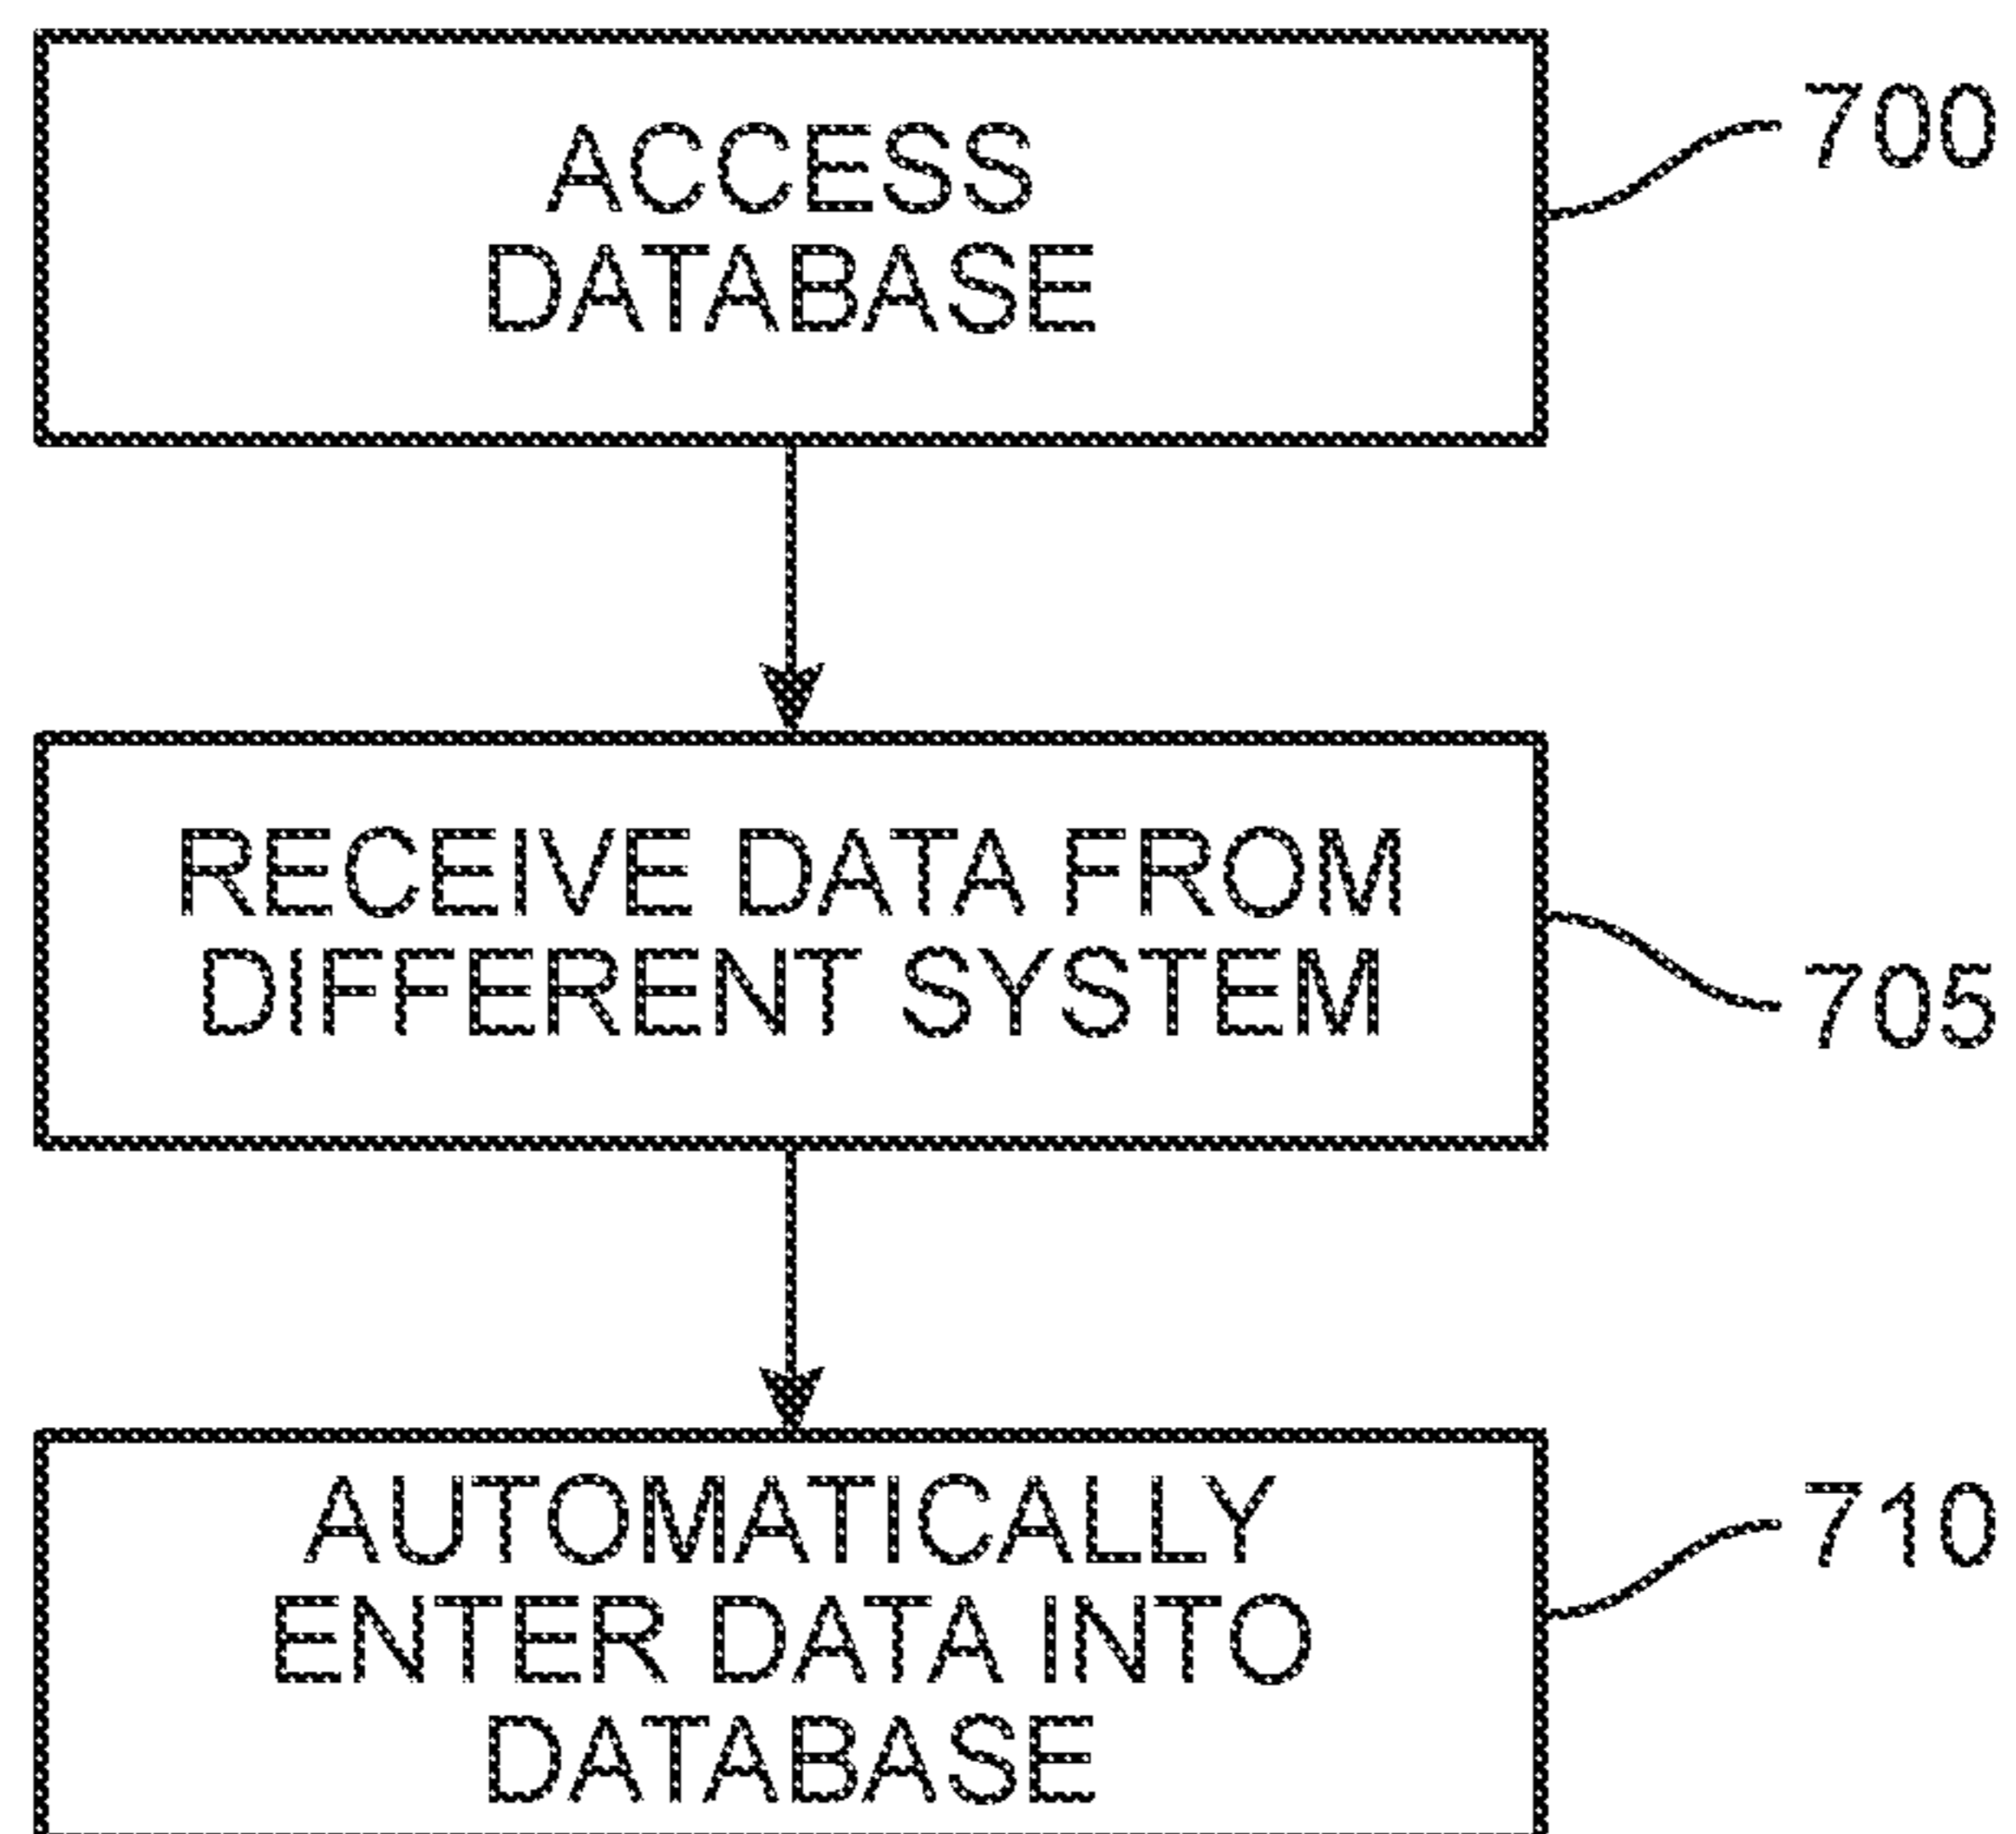 ACCESS
DATABASE
700
RECEIVE DATA FROM
DIFFERENT SYSTEM
705
AUTOMATICALLY
ENTER DATA INTO
DATABASE
710